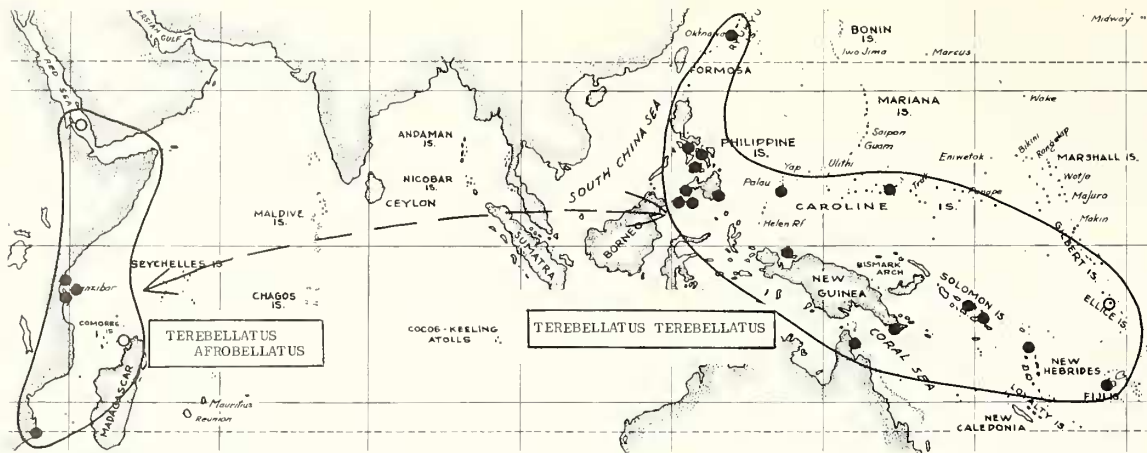 PERSIAN GULF
RED SEA
Okinawa
RYUKYU
BONIN
IS.
Iwo Jima
Marcus
Midway
FORMOSA
MARIANA
IS.
Wake
ANDAMAN
IS.
SOUTH CHINA SEA
PHILIPPINE
IS.
Saipan
Guam
Bikini
Rongelap
Yap
Ulithi
Eniwetok
MARSHALL
IS.
NICOBAR
IS.
CEYLON
Palau
Truk
Ponape
Wotje
Majuro
MALDIVE
IS.
CAROLINE
IS.
Makin
Helen Rf
GILBERT IS.
BORNEO
SUMATRA
SEYCHELLES IS.
BISMARK
ARCH
Zanzibar
CHAGOS
IS.
NEW
GUINEA
SOLOMON
IS.
ELLICE IS.
COMORES
IS
TEREBELLATUS
AFROBELLATUS
COCOS-KEELING
ATOLLS
TEREBELLATUS TEREBELLATUS
CORAL SEA
MADAGASCAR
NEW
HEBRIDES
Mauritius
Reunion
LOYALTY IS.
FIJI IS.
NEW
CALEDONIA